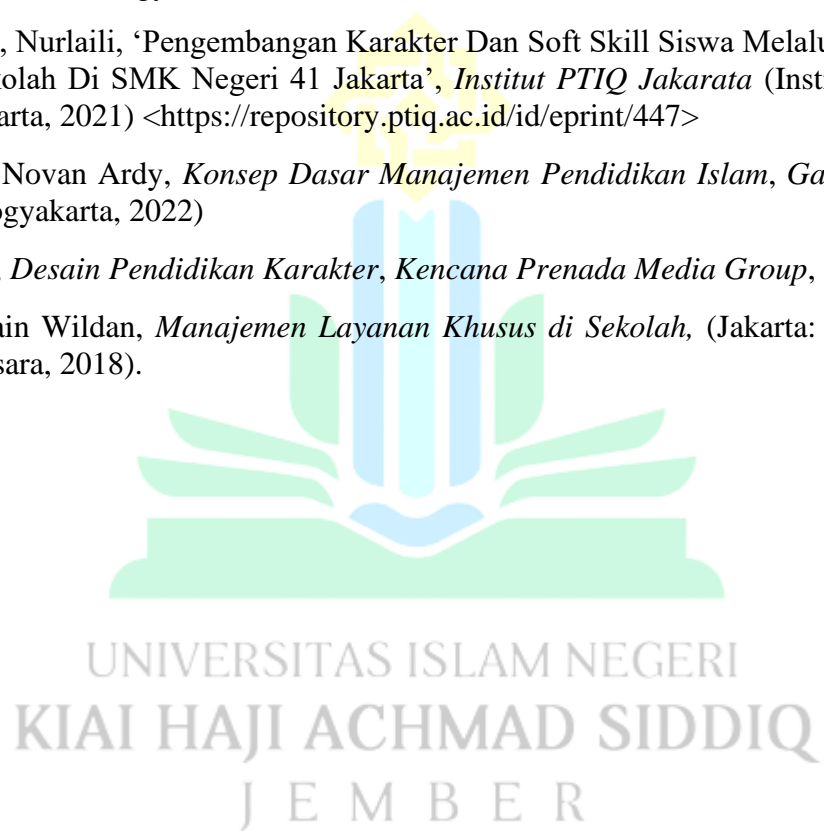 , Nurlaili, ‘Pengembangan Karakter Dan Soft Skill Siswa Melalu
olah Di SMK Negeri 41 Jakarta’, Institut PTIQ Jakarata (Insti
arta, 2021) <https://repository.ptiq.ac.id/id/eprint/447>
Novan Ardy, Konsep Dasar Manajemen Pendidikan Islam, Ga
ogyakarta, 2022)
, Desain Pendidikan Karakter, Kencana Prenada Media Group,
ain Wildan, Manajemen Layanan Khusus di Sekolah, (Jakarta:
sara, 2018).
UNIVERSITAS ISLAM NEGERI
KIAI HAJI ACHMAD SIDDIQ
JEMBER